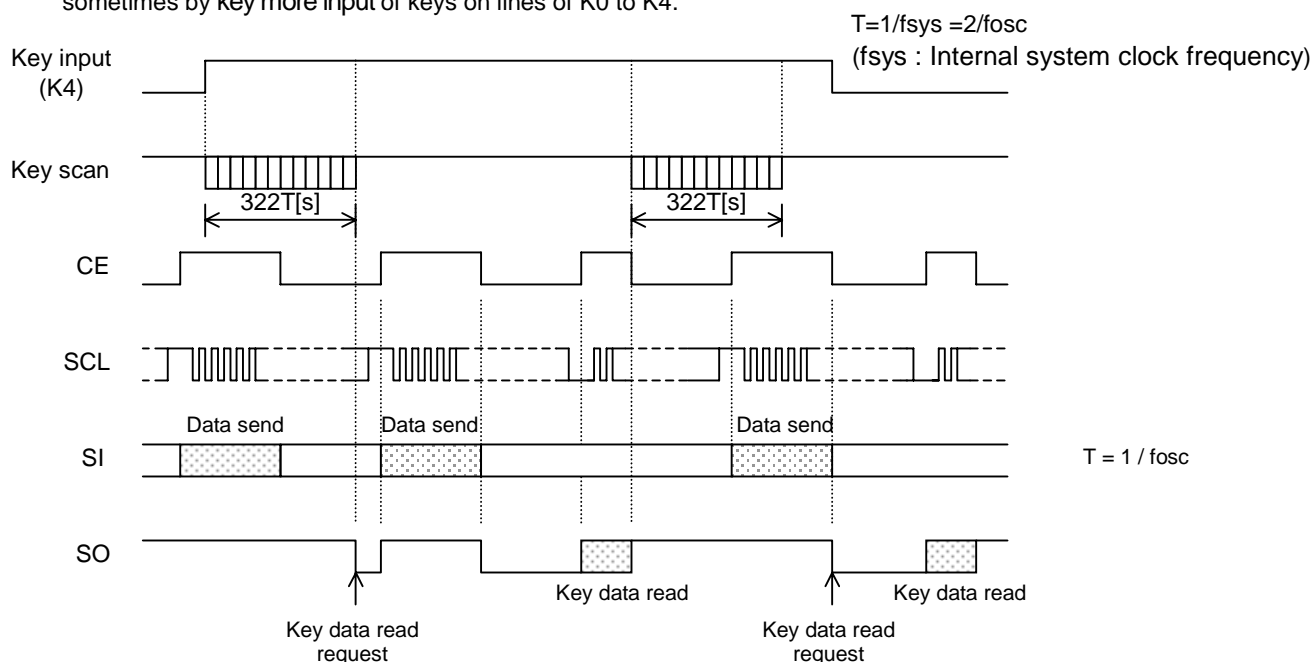 sometimes by key more input of keys on lines of K0 to K4.
T=1/fsys =2/fosc
(fsys : Internal system clock frequency)
Key input
(K4)
Key scan
322T[s]
322T[s]
CE
SCL
Data send
Data send
Data send
SI
T = 1 / fosc
SO
Key data read
Key data read
Key data read
request
Key data read
request